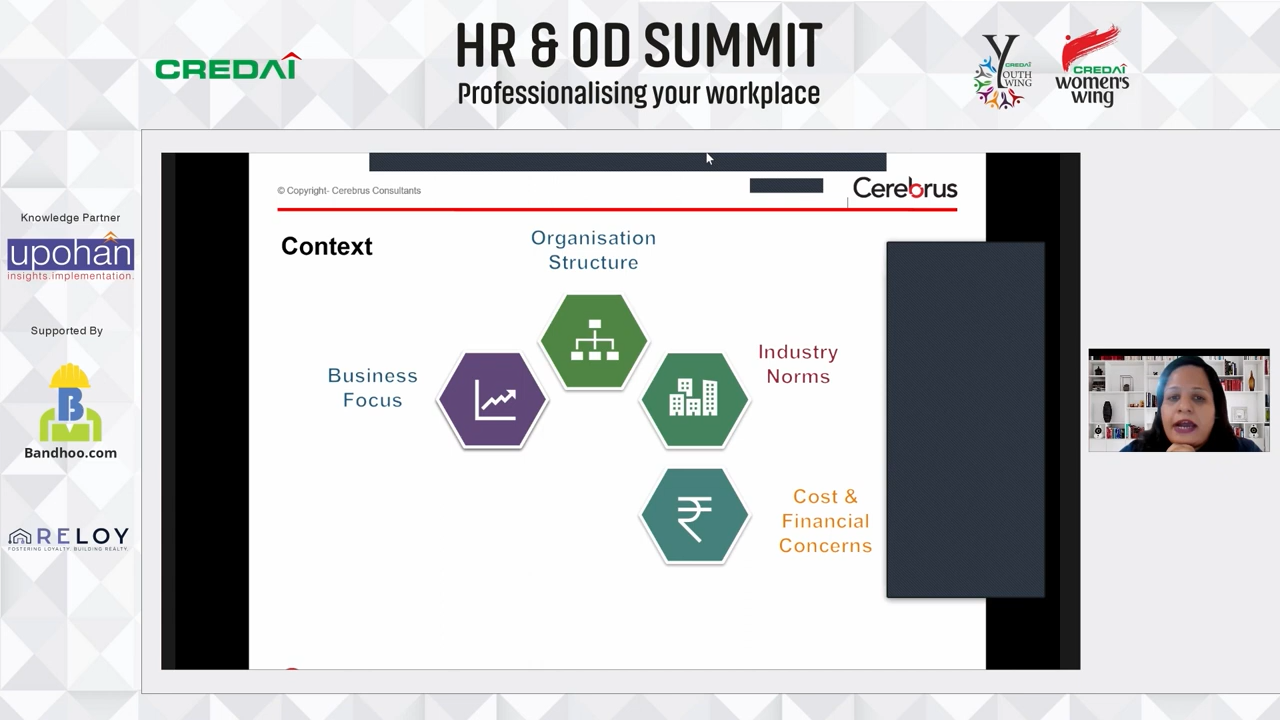 CREDAI
HR & OD SUMMIT
Professionalising your workplace
CREDAI
YOUTH
WING
CREDAI
women's
wing
Knowledge Partner
upohan
insights.implementation.
Supported By
B
Bandhoo.com
RELOY
FOSTERING LOYALTY. BUILDING REALTY.
© Copyright- Cerebrus Consultants
Cerebrus
Context
Organisation
Structure
Business
Focus
Industry
Norms
₹
Cost &
Financial
Concerns